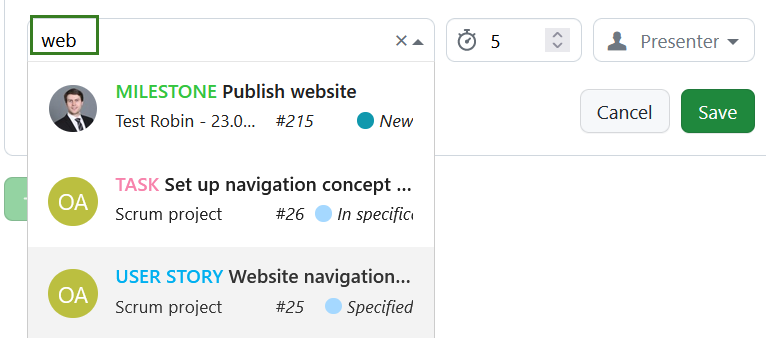 web
5
Presenter
MILESTONE Publish website
Test Robin - 23.0... #215 New
Cancel
Save
OA
TASK Set up navigation concept ...
Scrum project #26 In specific
OA
USER STORY Website navigation...
Scrum project #25 Specified